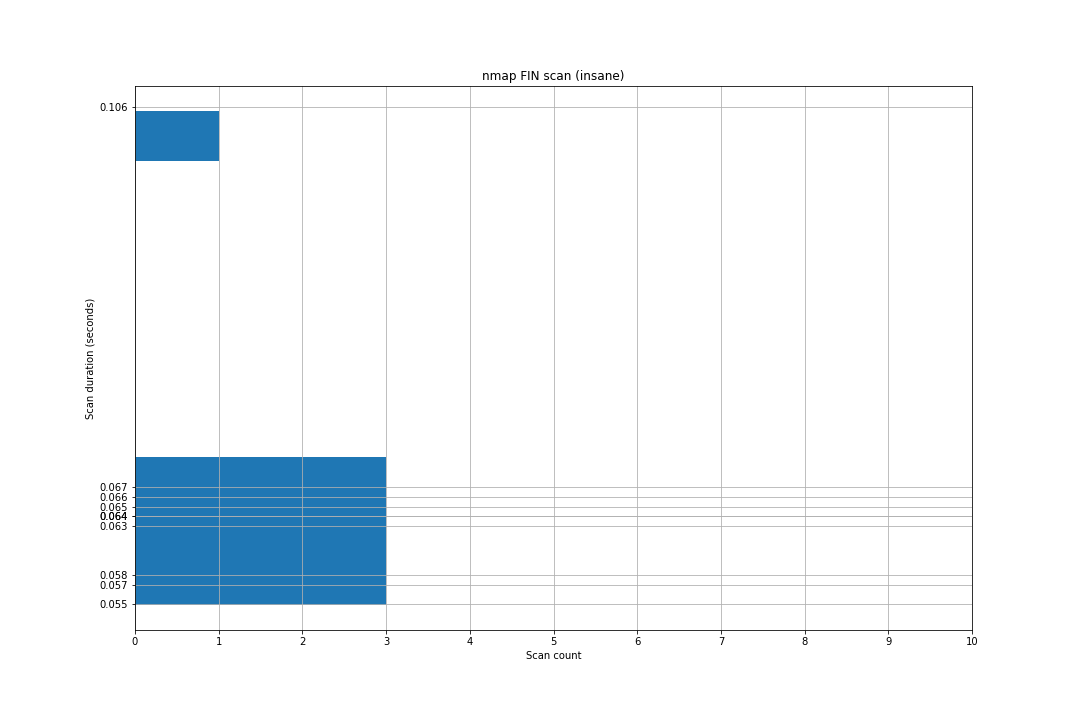 nmap FIN scan (insane)
0.106
Scan duration (seconds)
0.067
0.066
0.065
0.064
0.063
0.058
0.057
0.055
0 1 2 3 4 5 6 7 8 9 10
Scan count